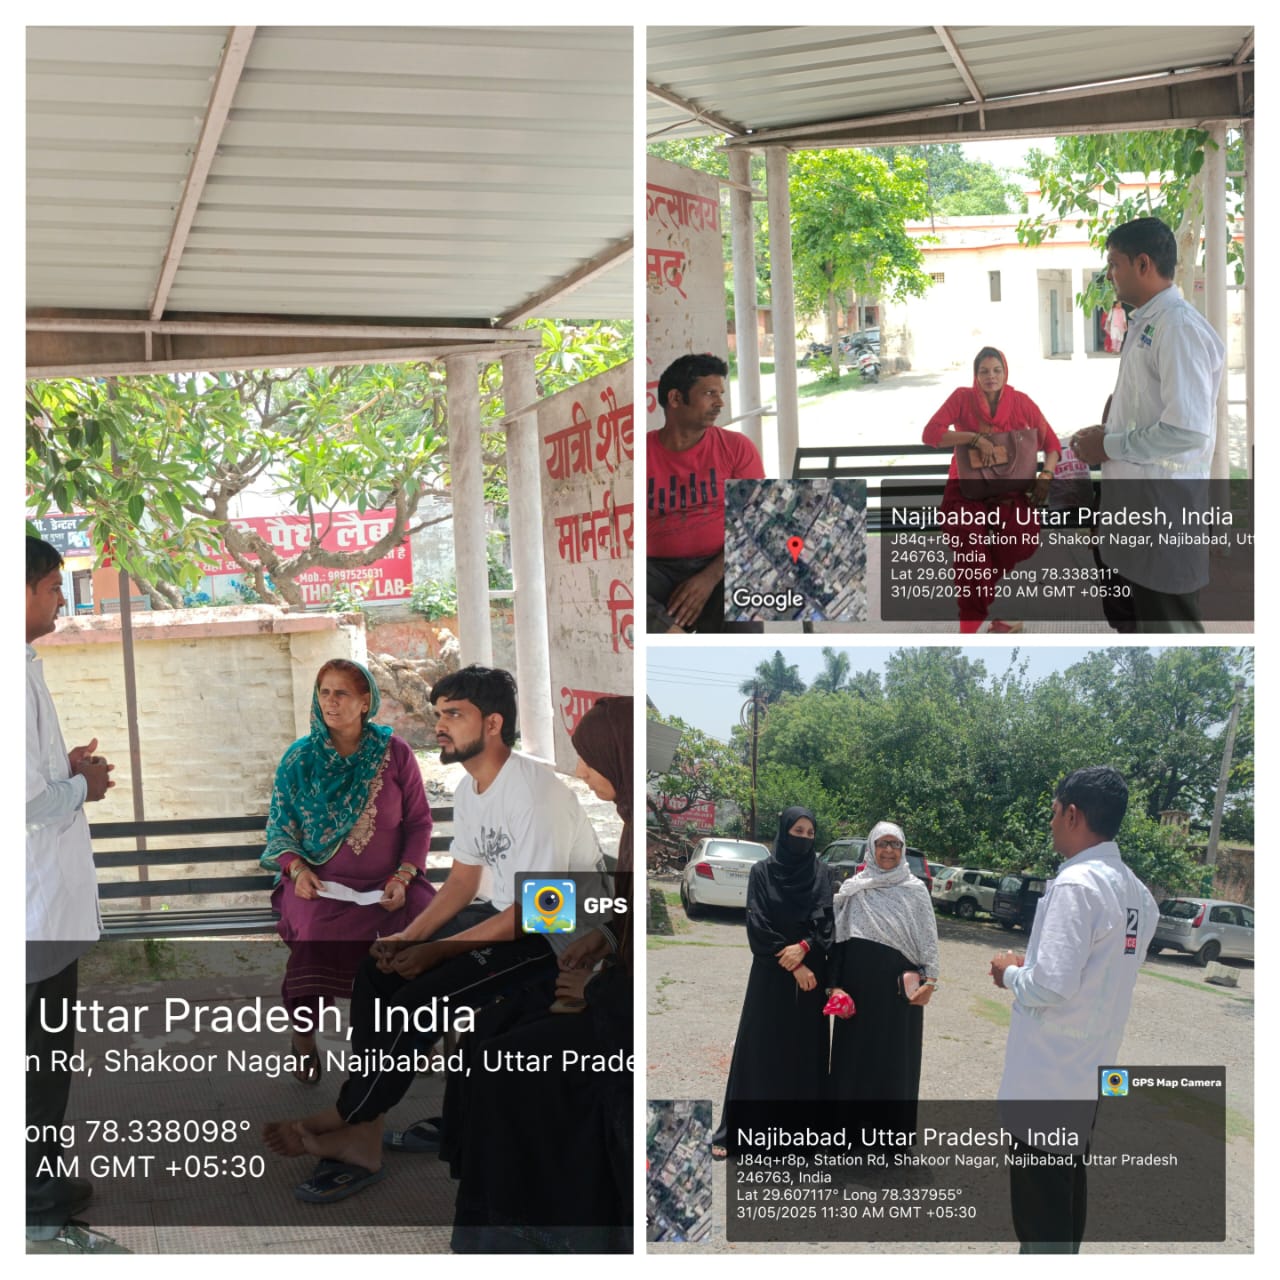 पैथ लैब
Mob.: 9897525031
THOLOGY LAB
यात्री शैड
माननीय
GPS
Uttar Pradesh, India
n Rd, Shakoor Nagar, Najibabad, Uttar Prade
ong 78.338098°
AM GMT +05:30
Najibabad, Uttar Pradesh, India
J84q+r8g, Station Rd, Shakoor Nagar, Najibabad, Utt
246763, India
Lat 29.607056° Long 78.338311°
31/05/2025 11:20 AM GMT +05:30
Google
GPS Map Camera
Najibabad, Uttar Pradesh, India
J84q+r8p, Station Rd, Shakoor Nagar, Najibabad, Uttar Pradesh
246763, India
Lat 29.607117° Long 78.337955°
31/05/2025 11:30 AM GMT +05:30